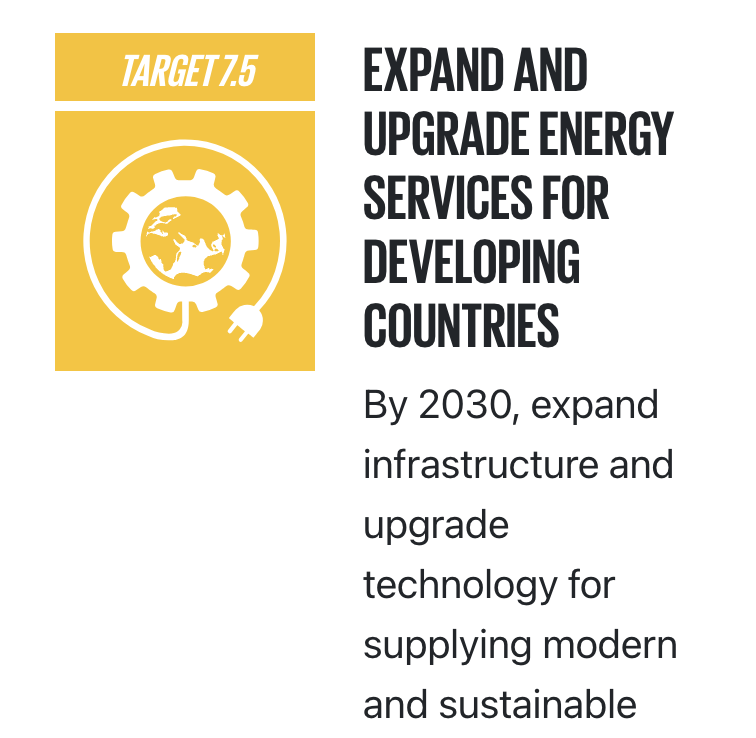 TARGET 7.5
EXPAND AND
UPGRADE ENERGY
SERVICES FOR
DEVELOPING
COUNTRIES
By 2030, expand
infrastructure and
upgrade
technology for
supplying modern
and sustainable